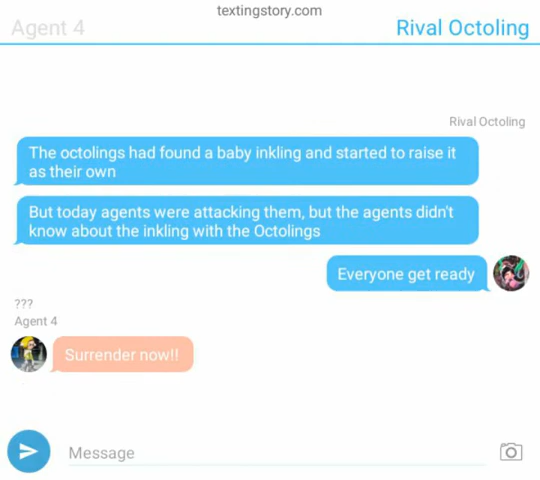 textingstory.com
Agent 4
Rival Octoling
Rival Octoling
The octolings had found a baby inkling and started to raise it
as their own
But today agents were attacking them, but the agents didn't
know about the inkling with the Octolings
Everyone get ready
???
Agent 4
Surrender now!!
Message